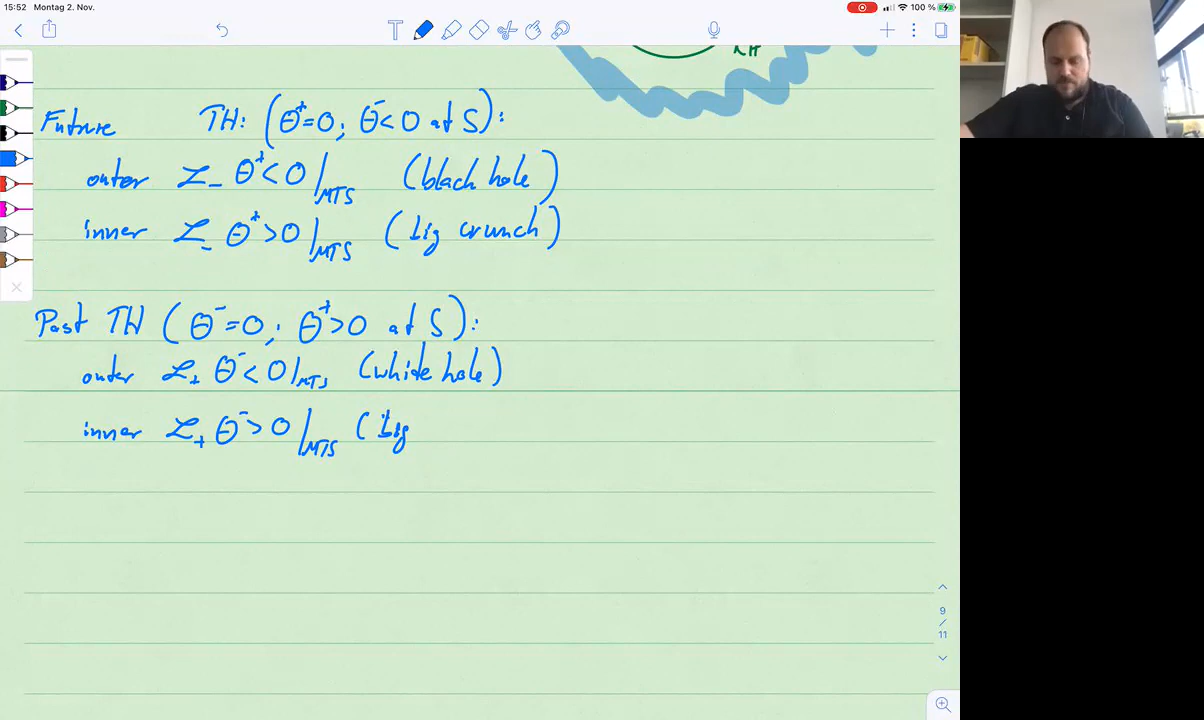 15:52 Montag 2. Nov. 100 %
Future TH: (Θ⁺=0; Θ⁻<0 at S):
outer ℒ₋ Θ⁺<0|MTS (black hole)
inner ℒ₋ Θ⁺>0|MTS (big crunch)
Past TH (Θ⁻=0; Θ⁺>0 at S):
outer ℒ₊ Θ⁻<0|MTS (white hole)
inner ℒ₊ Θ⁻>0|MTS (big
9
/
11